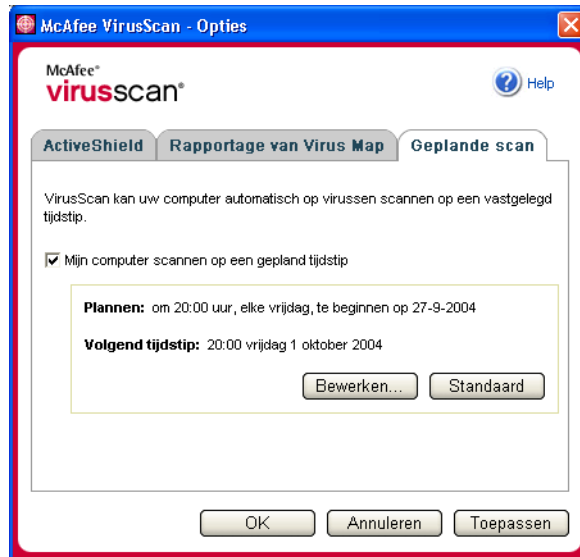 McAfee VirusScan - Opties
McAfee®
virusscan®
Help
ActiveShield
Rapportage van Virus Map
Geplande scan
VirusScan kan uw computer automatisch op virussen scannen op een vastgelegd
tijdstip.
Mijn computer scannen op een gepland tijdstip
Plannen: om 20:00 uur, elke vrijdag, te beginnen op 27-9-2004
Volgend tijdstip: 20:00 vrijdag 1 oktober 2004
Bewerken...
Standaard
OK
Annuleren
Toepassen